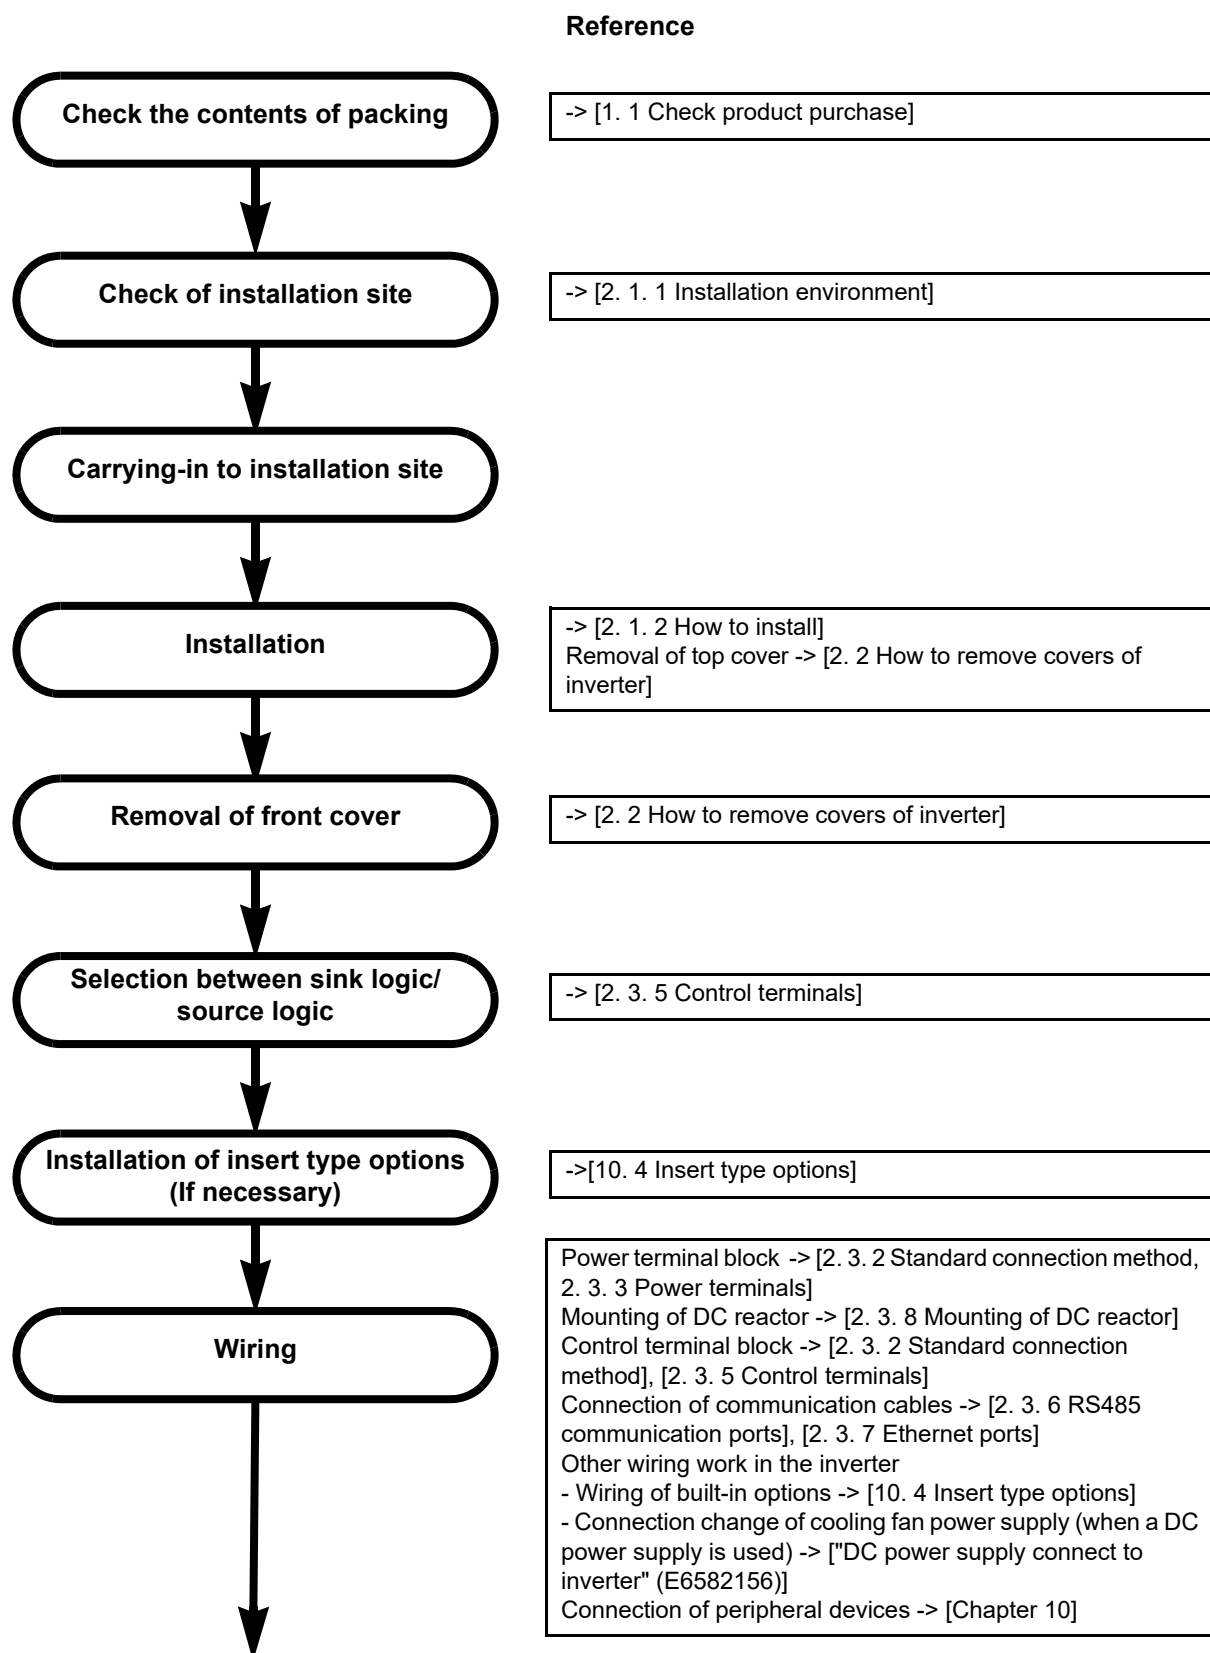 Reference
Check the contents of packing
-> [1. 1 Check product purchase]
Check of installation site
-> [2. 1. 1 Installation environment]
Carrying-in to installation site
Installation
-> [2. 1. 2 How to install]
Removal of top cover -> [2. 2 How to remove covers of
inverter]
Removal of front cover
-> [2. 2 How to remove covers of inverter]
Selection between sink logic/
source logic
-> [2. 3. 5 Control terminals]
Installation of insert type options
(If necessary)
->[10. 4 Insert type options]
Wiring
Power terminal block -> [2. 3. 2 Standard connection method,
2. 3. 3 Power terminals]
Mounting of DC reactor -> [2. 3. 8 Mounting of DC reactor]
Control terminal block -> [2. 3. 2 Standard connection
method], [2. 3. 5 Control terminals]
Connection of communication cables -> [2. 3. 6 RS485
communication ports], [2. 3. 7 Ethernet ports]
Other wiring work in the inverter
- Wiring of built-in options -> [10. 4 Insert type options]
- Connection change of cooling fan power supply (when a DC
power supply is used) -> ["DC power supply connect to
inverter" (E6582156)]
Connection of peripheral devices -> [Chapter 10]